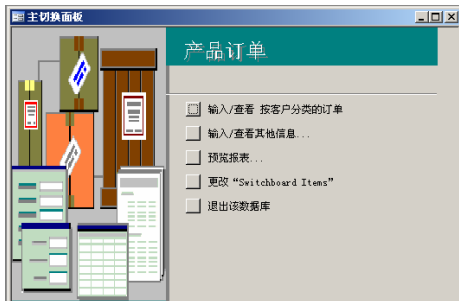 主切换面板
产品订单
输入/查看 按客户分类的订单
输入/查看其他信息...
预览报表...
更改“Switchboard Items”
退出该数据库